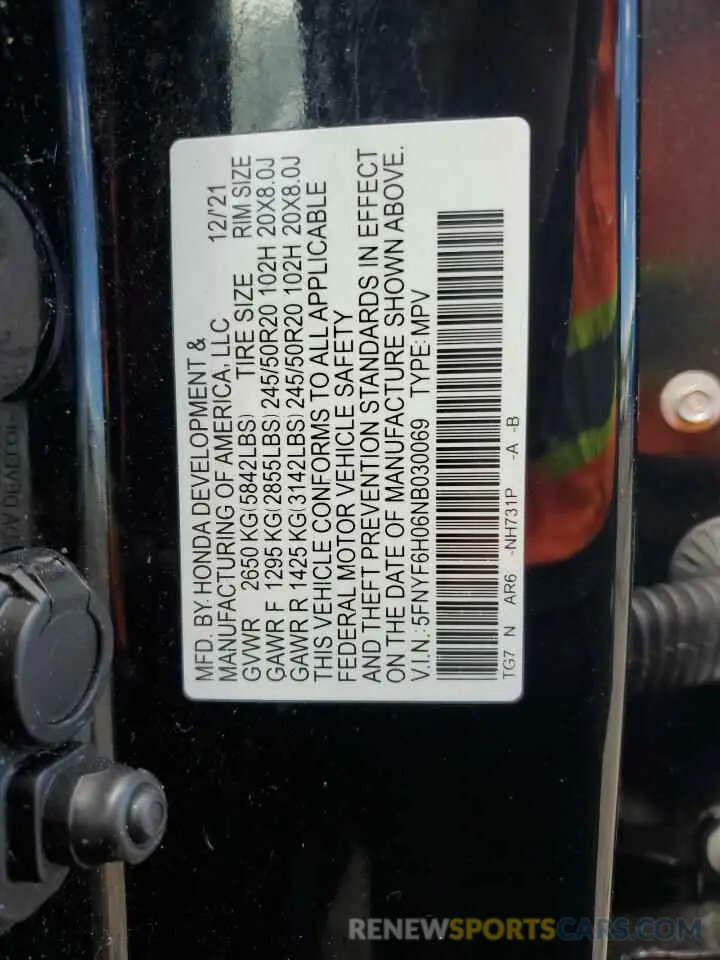 MFD. BY: HONDA DEVELOPMENT &
MANUFACTURING OF AMERICA, LLC 12/'21
GVWR 2650 KG(5842LBS) TIRE SIZE RIM SIZE
GAWR F 1295 KG(2855LBS) 245/50R20 102H 20X8.0J
GAWR R 1425 KG(3142LBS) 245/50R20 102H 20X8.0J
THIS VEHICLE CONFORMS TO ALL APPLICABLE
FEDERAL MOTOR VEHICLE SAFETY
AND THEFT PREVENTION STANDARDS IN EFFECT
ON THE DATE OF MANUFACTURE SHOWN ABOVE.
V.I.N.: 5FNYF6H06NB030069 TYPE: MPV
TG7 N AR6 -NH731P -A -B
RENEWSPORTSCARS.COM